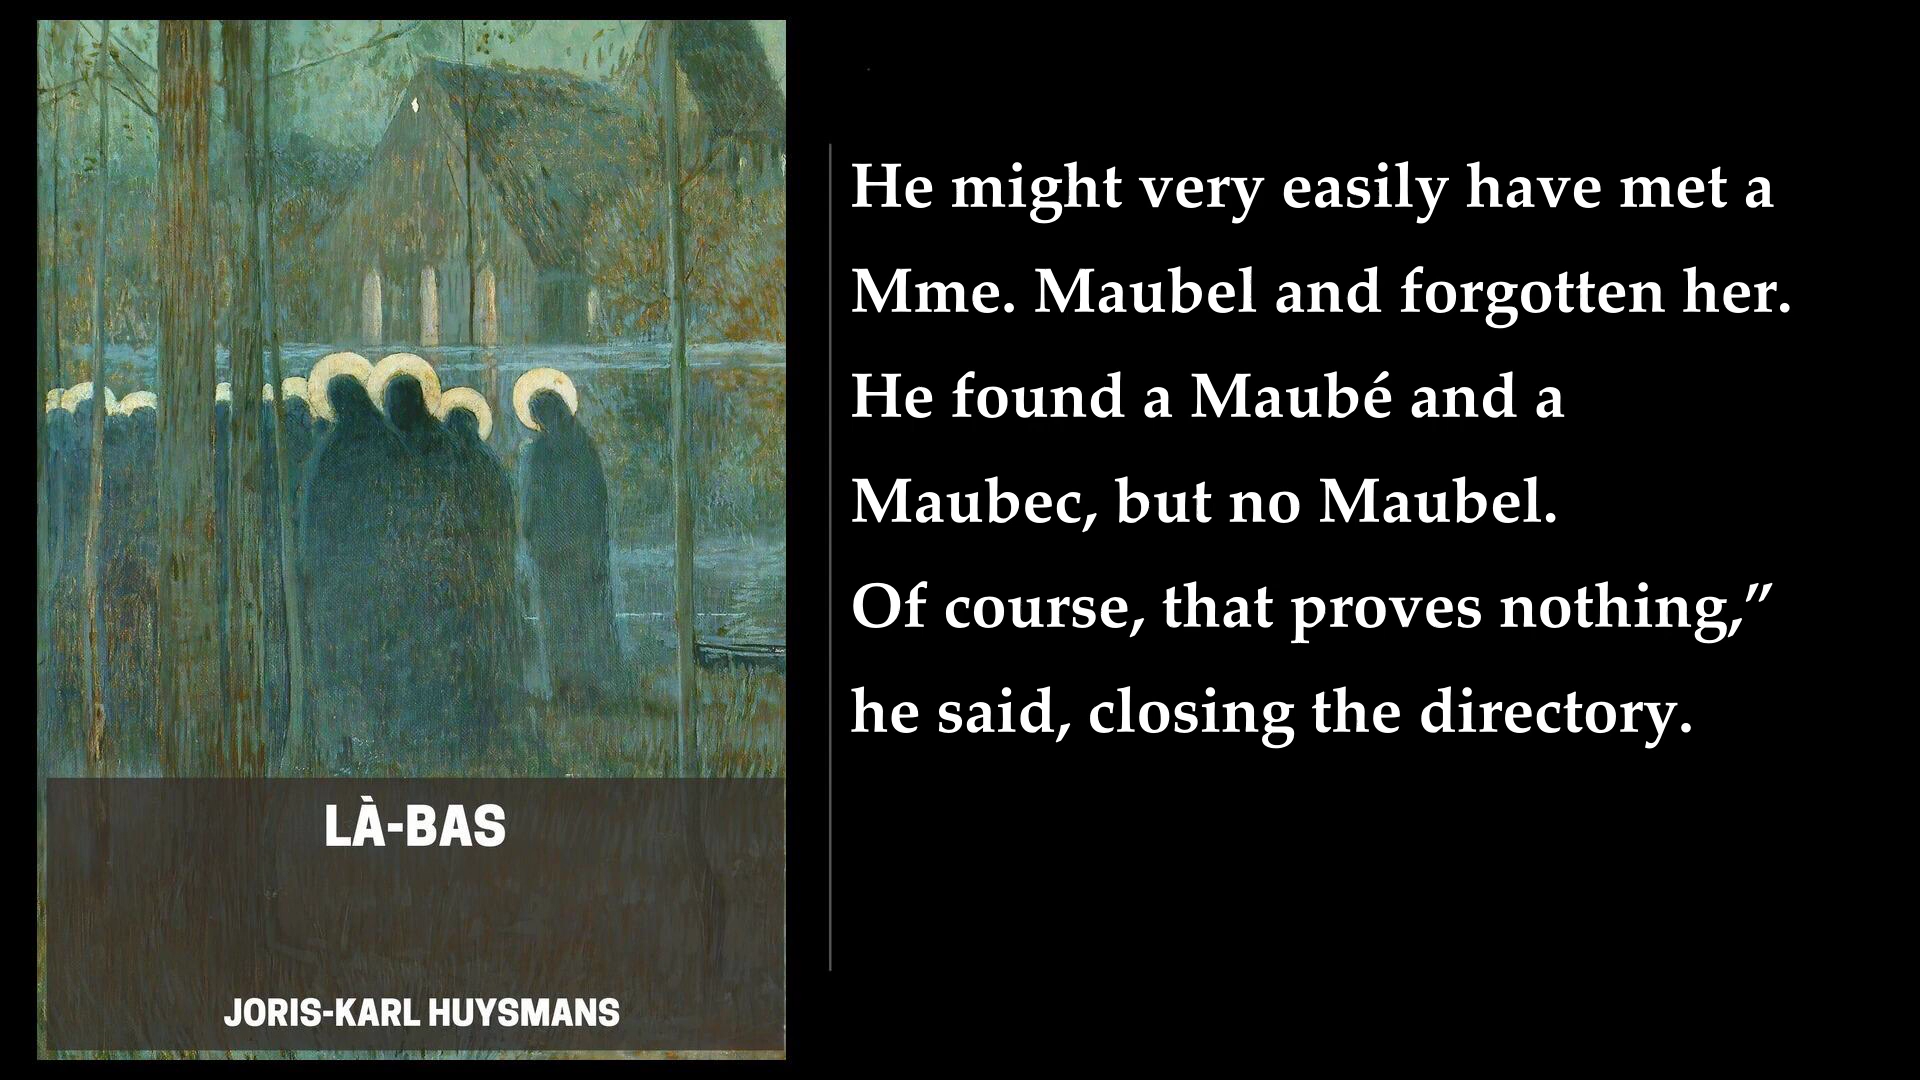 He might very easily have met a
Mme. Maubel and forgotten her.
He found a Maubé and a
Maubec, but no Maubel.
Of course, that proves nothing,”
he said, closing the directory.
LÀ-BAS
JORIS-KARL HUYSMANS